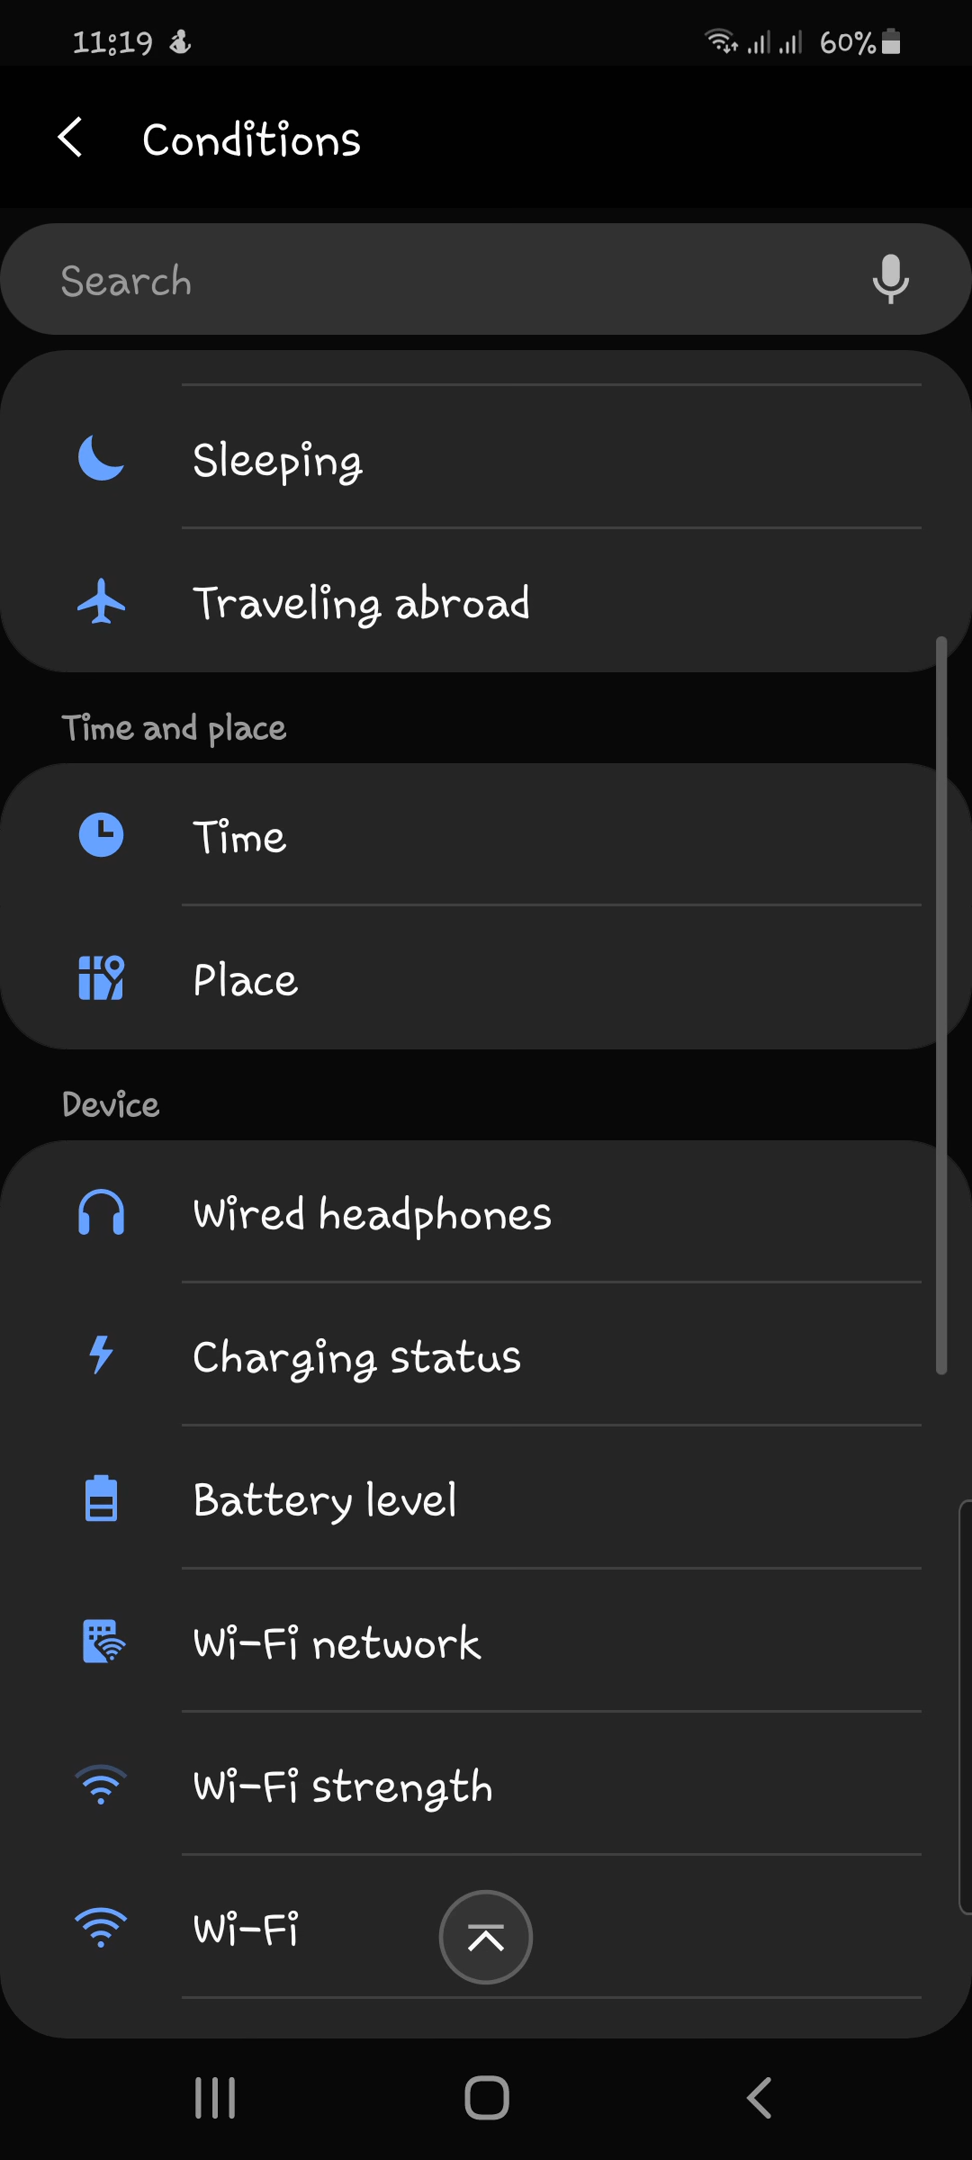 11:19
60%
Conditions
Search
Sleeping
Traveling abroad
Time and place
Time
Place
Device
Wired headphones
Charging status
Battery level
Wi-Fi network
Wi-Fi strength
Wi-Fi